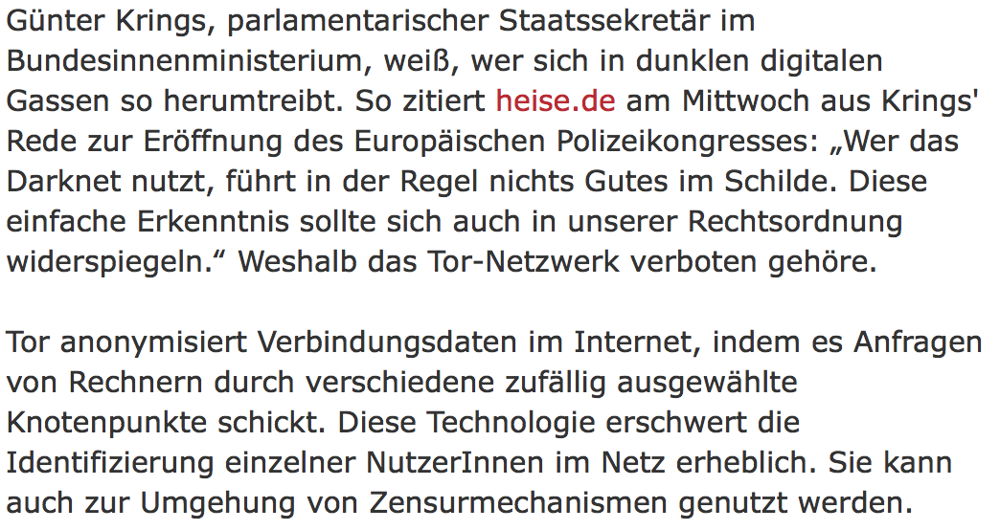 Günter Krings, parlamentarischer Staatssekretär im
Bundesinnenministerium, weiß, wer sich in dunklen digitalen
Gassen so herumtreibt. So zitiert heise.de am Mittwoch aus Krings'
Rede zur Eröffnung des Europäischen Polizeikongresses: „Wer das
Darknet nutzt, führt in der Regel nichts Gutes im Schilde. Diese
einfache Erkenntnis sollte sich auch in unserer Rechtsordnung
widerspiegeln.“ Weshalb das Tor-Netzwerk verboten gehöre.

Tor anonymisiert Verbindungsdaten im Internet, indem es Anfragen
von Rechnern durch verschiedene zufällig ausgewählte
Knotenpunkte schickt. Diese Technologie erschwert die
Identifizierung einzelner NutzerInnen im Netz erheblich. Sie kann
auch zur Umgehung von Zensurmechanismen genutzt werden.